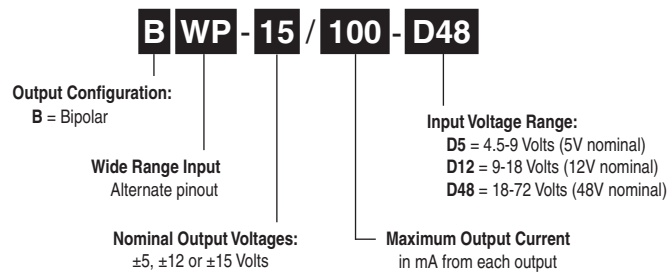 B WP - 15 / 100 - D48
Output Configuration:
B = Bipolar
Wide Range Input
Alternate pinout
Nominal Output Voltages:
±5, ±12 or ±15 Volts
Input Voltage Range:
D5 = 4.5-9 Volts (5V nominal)
D12 = 9-18 Volts (12V nominal)
D48 = 18-72 Volts (48V nominal)
Maximum Output Current
in mA from each output